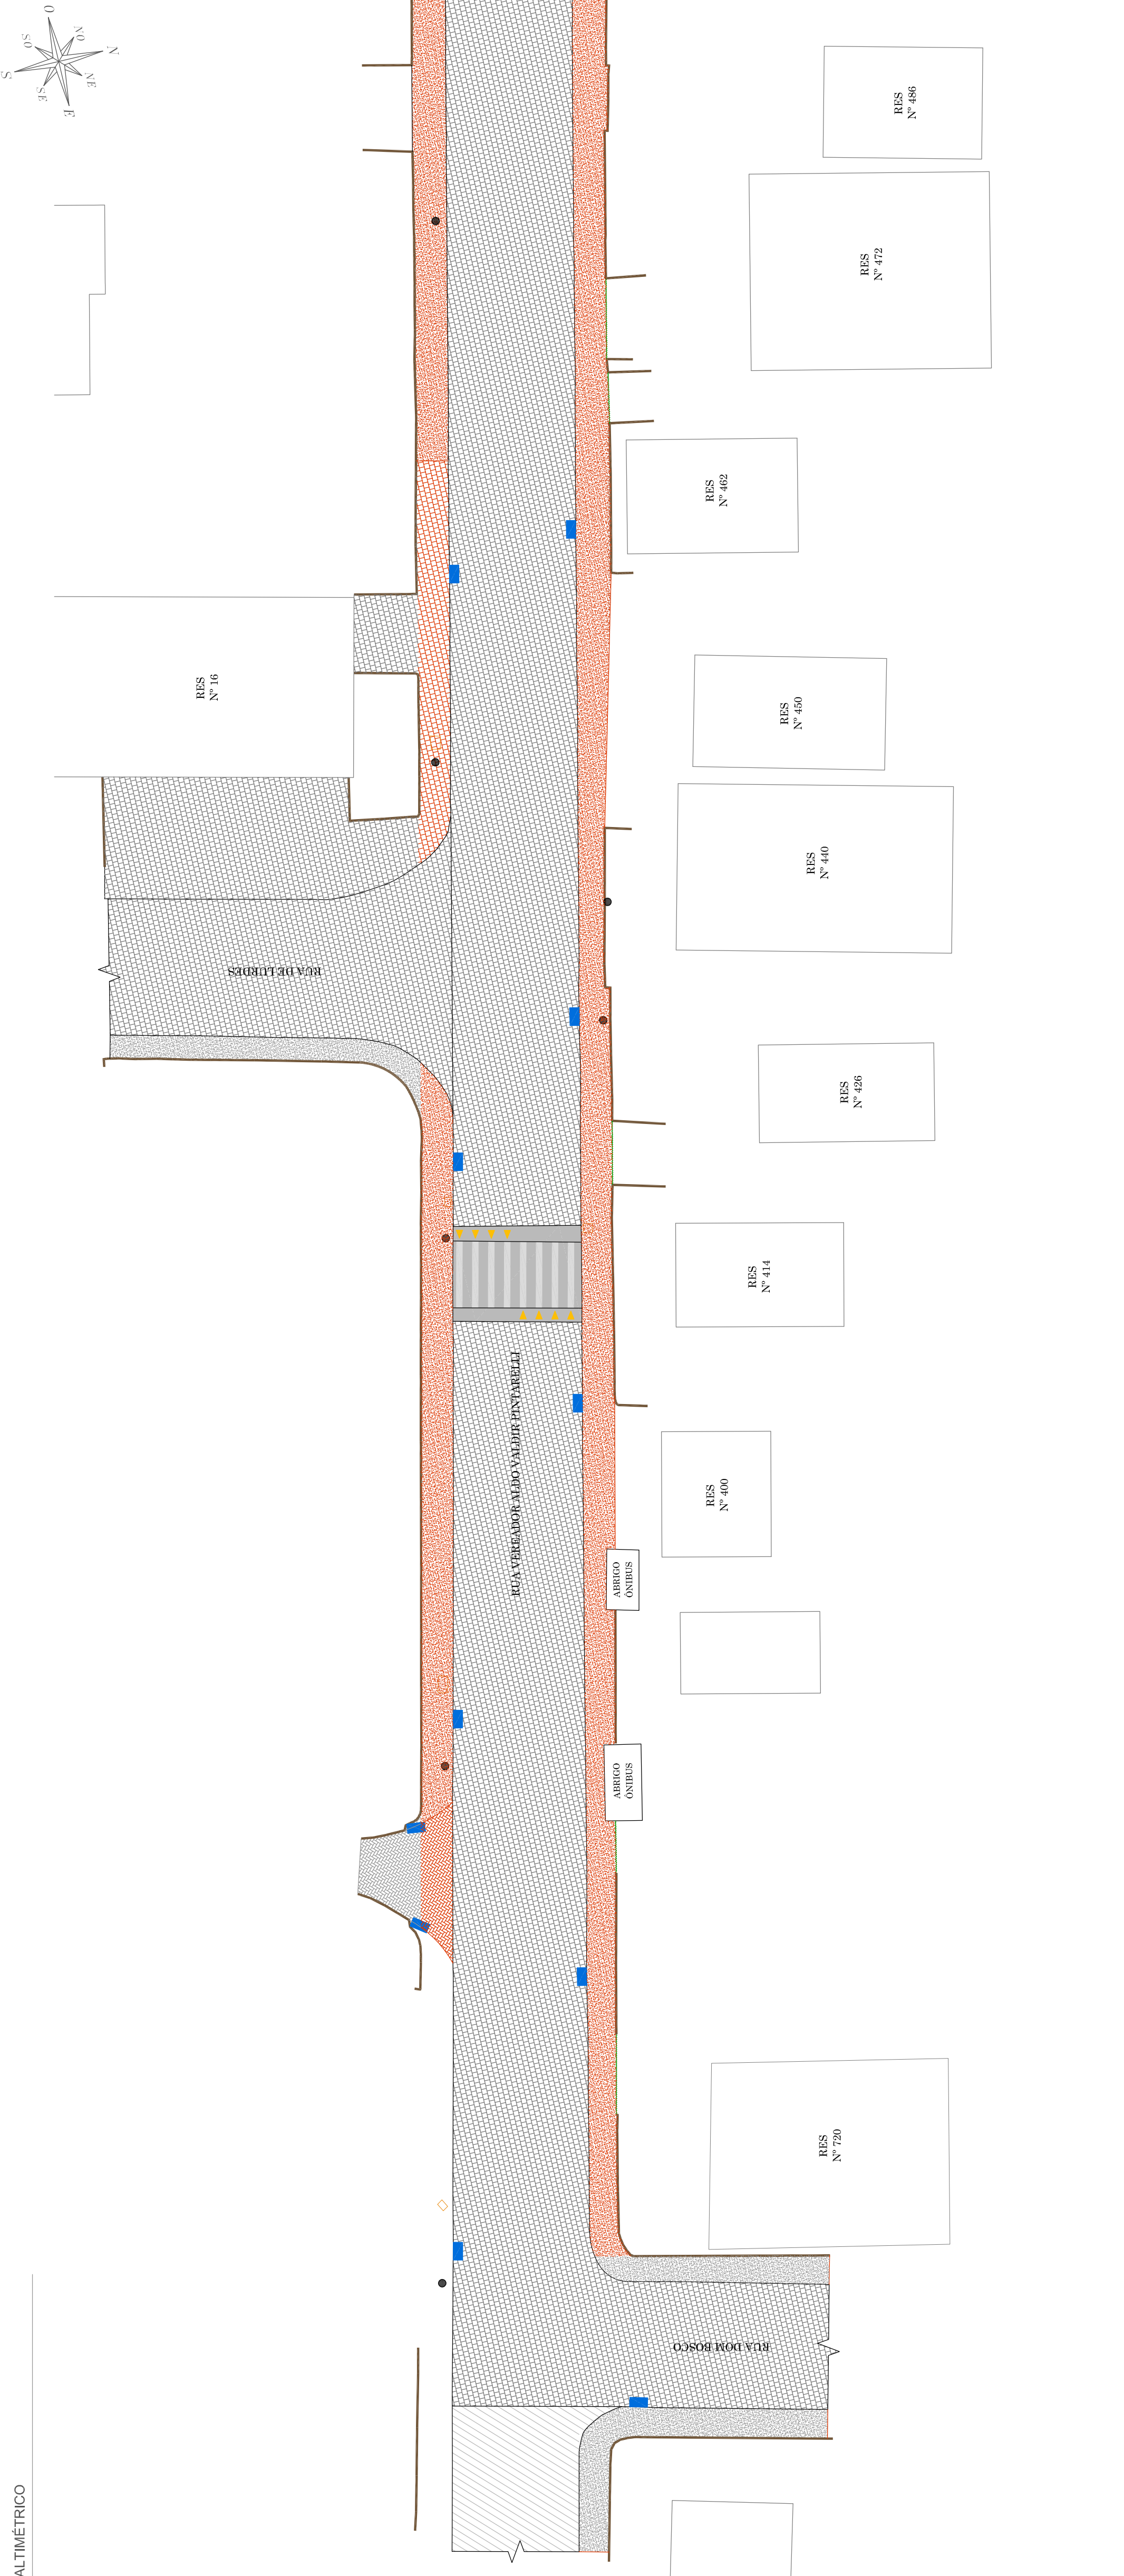 O
NO
N
NE
E
SE
S
SO
RES
Nº 486
RES
Nº 472
RES
Nº 462
RES
Nº 16
RES
Nº 450
RES
Nº 440
RUA DE LURDES
RES
Nº 426
RES
Nº 414
RUA VEREADOR ALDO VALDIR PINTARELLI
RES
Nº 400
ABRIGO
ÔNIBUS
ABRIGO
ÔNIBUS
RES
Nº 720
RUA DOM BOSCO
ALTIMÉTRICO